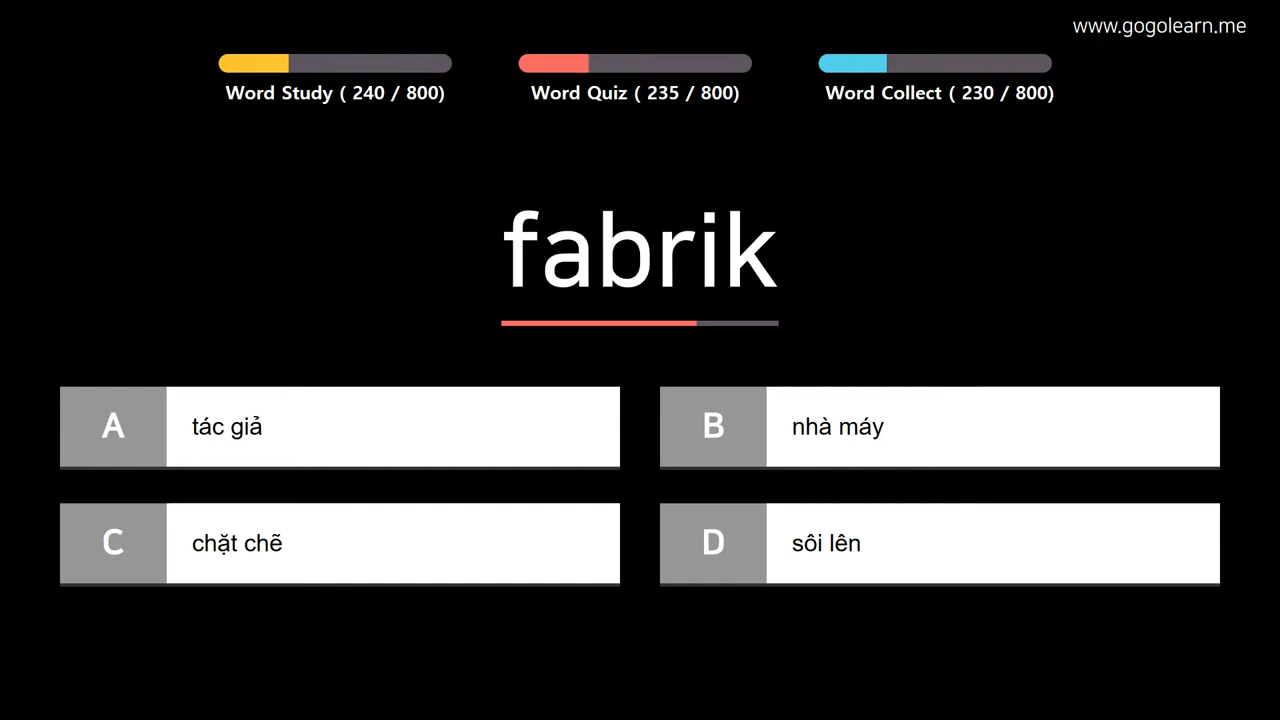 www.gogolearn.me
Word Study ( 240 / 800)
Word Quiz ( 235 / 800)
Word Collect ( 230 / 800)
fabrik
A tác giả
B nhà máy
C chặt chẽ
D sôi lên